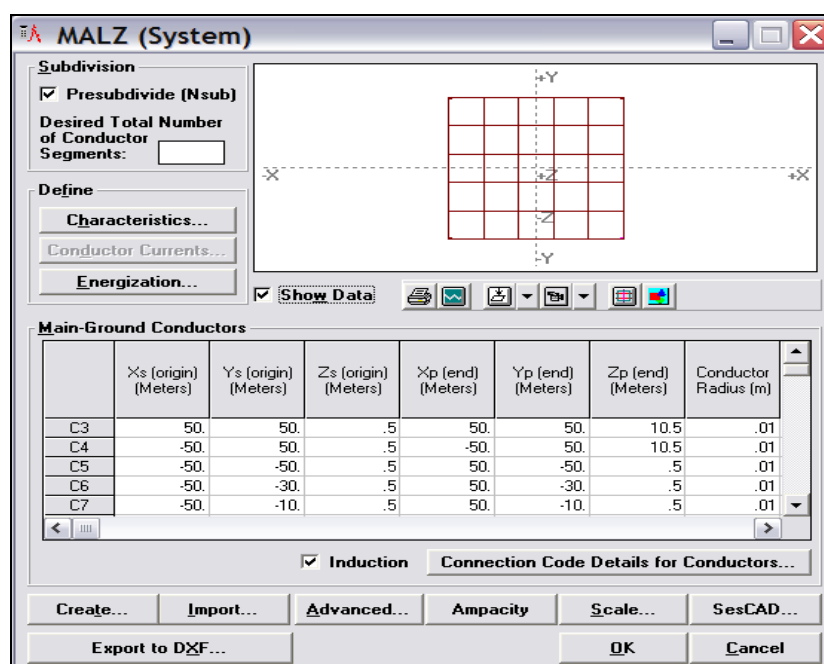 MALZ (System)
Subdivision
Presubdivide (Nsub)
Desired Total Number
of Conductor
Segments:
Define
Characteristics...
Conductor Currents...
Energization...
+Y
-X
+Z
+X
-Z
-Y
Show Data
Main-Ground Conductors
Xs (origin) (Meters) Ys (origin) (Meters) Zs (origin) (Meters) Xp (end) (Meters) Yp (end) (Meters) Zp (end) (Meters) Conductor Radius (m)
C3 50. 50. .5 50. 50. 10.5 .01
C4 -50. 50. .5 -50. 50. 10.5 .01
C5 -50. -50. .5 50. -50. .5 .01
C6 -50. -30. .5 50. -30. .5 .01
C7 -50. -10. .5 50. -10. .5 .01
Induction Connection Code Details for Conductors...
Create... Import... Advanced... Ampacity Scale... SesCAD...
Export to DXF... OK Cancel